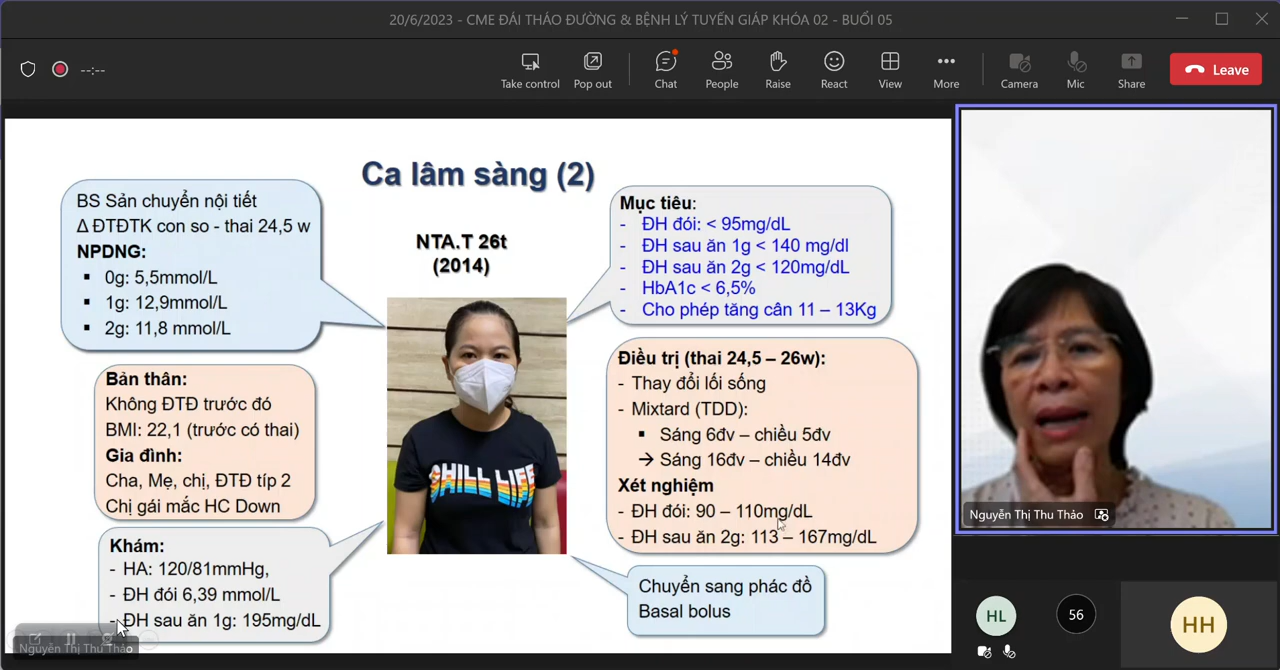 20/6/2023 - CME ĐÁI THÁO ĐƯỜNG & BỆNH LÝ TUYẾN GIÁP KHÓA 02 - BUỔI 05
--:--
Take control
Pop out
Chat
People
Raise
React
View
More
Camera
Mic
Share
Leave
Ca lâm sàng (2)
BS Sản chuyển nội tiết
Δ ĐTĐTK con so - thai 24,5 w
NPDNG:
▪ 0g: 5,5mmol/L
▪ 1g: 12,9mmol/L
▪ 2g: 11,8 mmol/L
Bản thân:
Không ĐTĐ trước đó
BMI: 22,1 (trước có thai)
Gia đình:
Cha, Mẹ, chị, ĐTĐ típ 2
Chị gái mắc HC Down
Khám:
- HA: 120/81mmHg,
- ĐH đói 6,39 mmol/L
- ĐH sau ăn 1g: 195mg/dL
Nguyễn Thị Thu Thảo
NTA.T 26t
(2014)
CHILL LIFE
Mục tiêu:
- ĐH đói: < 95mg/dL
- ĐH sau ăn 1g < 140 mg/dl
- ĐH sau ăn 2g < 120mg/dL
- HbA1c < 6,5%
- Cho phép tăng cân 11 – 13Kg
Điều trị (thai 24,5 – 26w):
- Thay đổi lối sống
- Mixtard (TDD):
▪ Sáng 6đv – chiều 5đv
→ Sáng 16đv – chiều 14đv
Xét nghiệm
- ĐH đói: 90 – 110mg/dL
- ĐH sau ăn 2g: 113 – 167mg/dL
Chuyển sang phác đồ
Basal bolus
Nguyễn Thị Thu Thảo
HL
56
HH